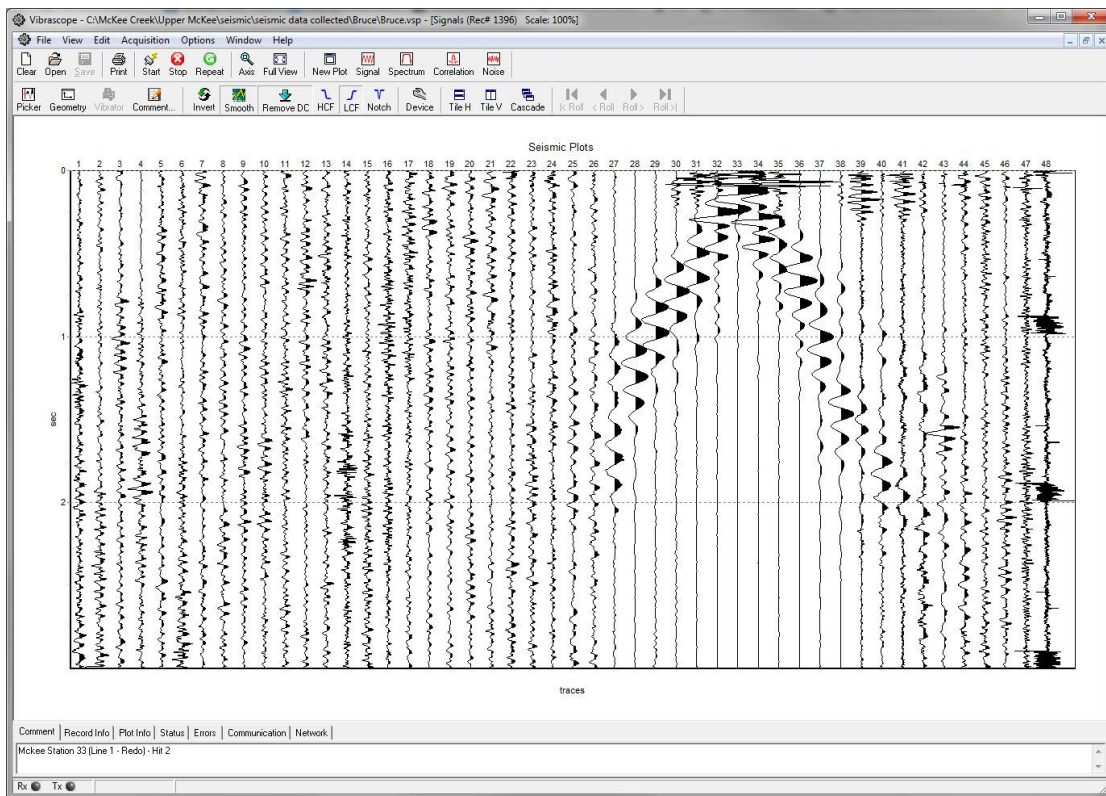 Vibrascope - C:\McKee Creek\Upper McKee\seismic\seismic data collected\Bruce\Bruce.vsp - [Signals (Rec# 1396)   Scale: 100%]
File View Edit Acquisition Options Window Help
Clear Open Save Print Start Stop Repeat Axis Full View New Plot Signal Spectrum Correlation Noise
Picker Geometry Vibrator Comment... Invert Smooth Remove DC HCF LCF Notch Device Tile H Tile V Cascade |< Roll < Roll Roll > Roll >|
Seismic Plots
1 2 3 4 5 6 7 8 9 10 11 12 13 14 15 16 17 18 19 20 21 22 23 24 25 26 27 28 29 30 31 32 33 34 35 36 37 38 39 40 41 42 43 44 45 46 47 48
0
1
sec
2
traces
Comment Record Info Plot Info Status Errors Communication Network
Mckee Station 33 (Line 1 - Redo) - Hit 2
Rx Tx